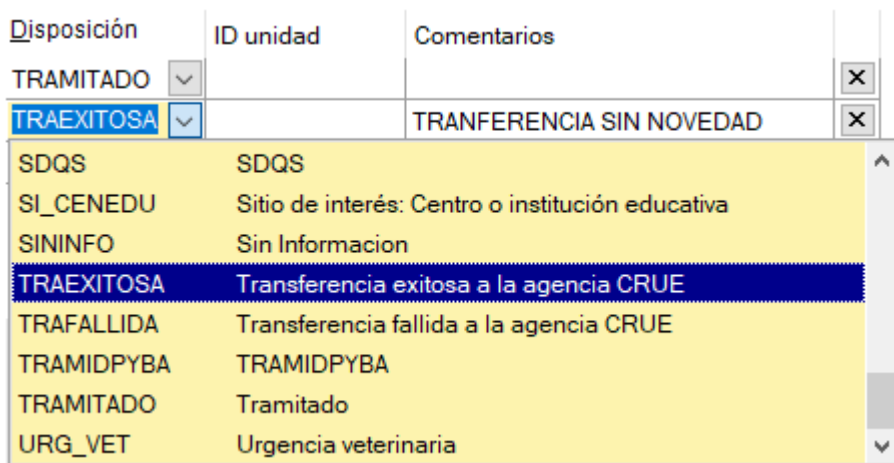 Disposición ID unidad Comentarios
TRAMITADO
TRAEXITOSA TRANFERENCIA SIN NOVEDAD
SDQS SDQS
SI_CENEDU Sitio de interés: Centro o institución educativa
SININFO Sin Informacion
TRAEXITOSA Transferencia exitosa a la agencia CRUE
TRAFALLIDA Transferencia fallida a la agencia CRUE
TRAMIDPYBA TRAMIDPYBA
TRAMITADO Tramitado
URG_VET Urgencia veterinaria